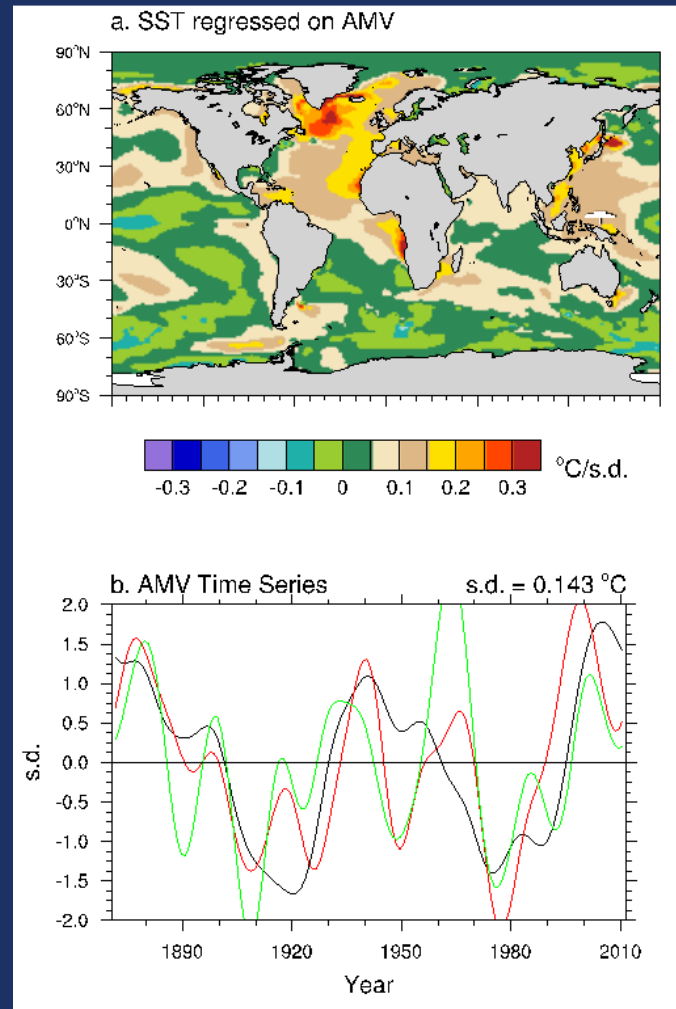 a. SST regressed on AMV
90°N
60°N
30°N
0°N
30°S
60°S
90°S
-0.3 -0.2 -0.1 0 0.1 0.2 0.3 °C/s.d.
b. AMV Time Series s.d. = 0.143 °C
2.0
1.5
1.0
0.5
0.0
-0.5
-1.0
-1.5
-2.0
s.d.
1890 1920 1950 1980 2010
Year